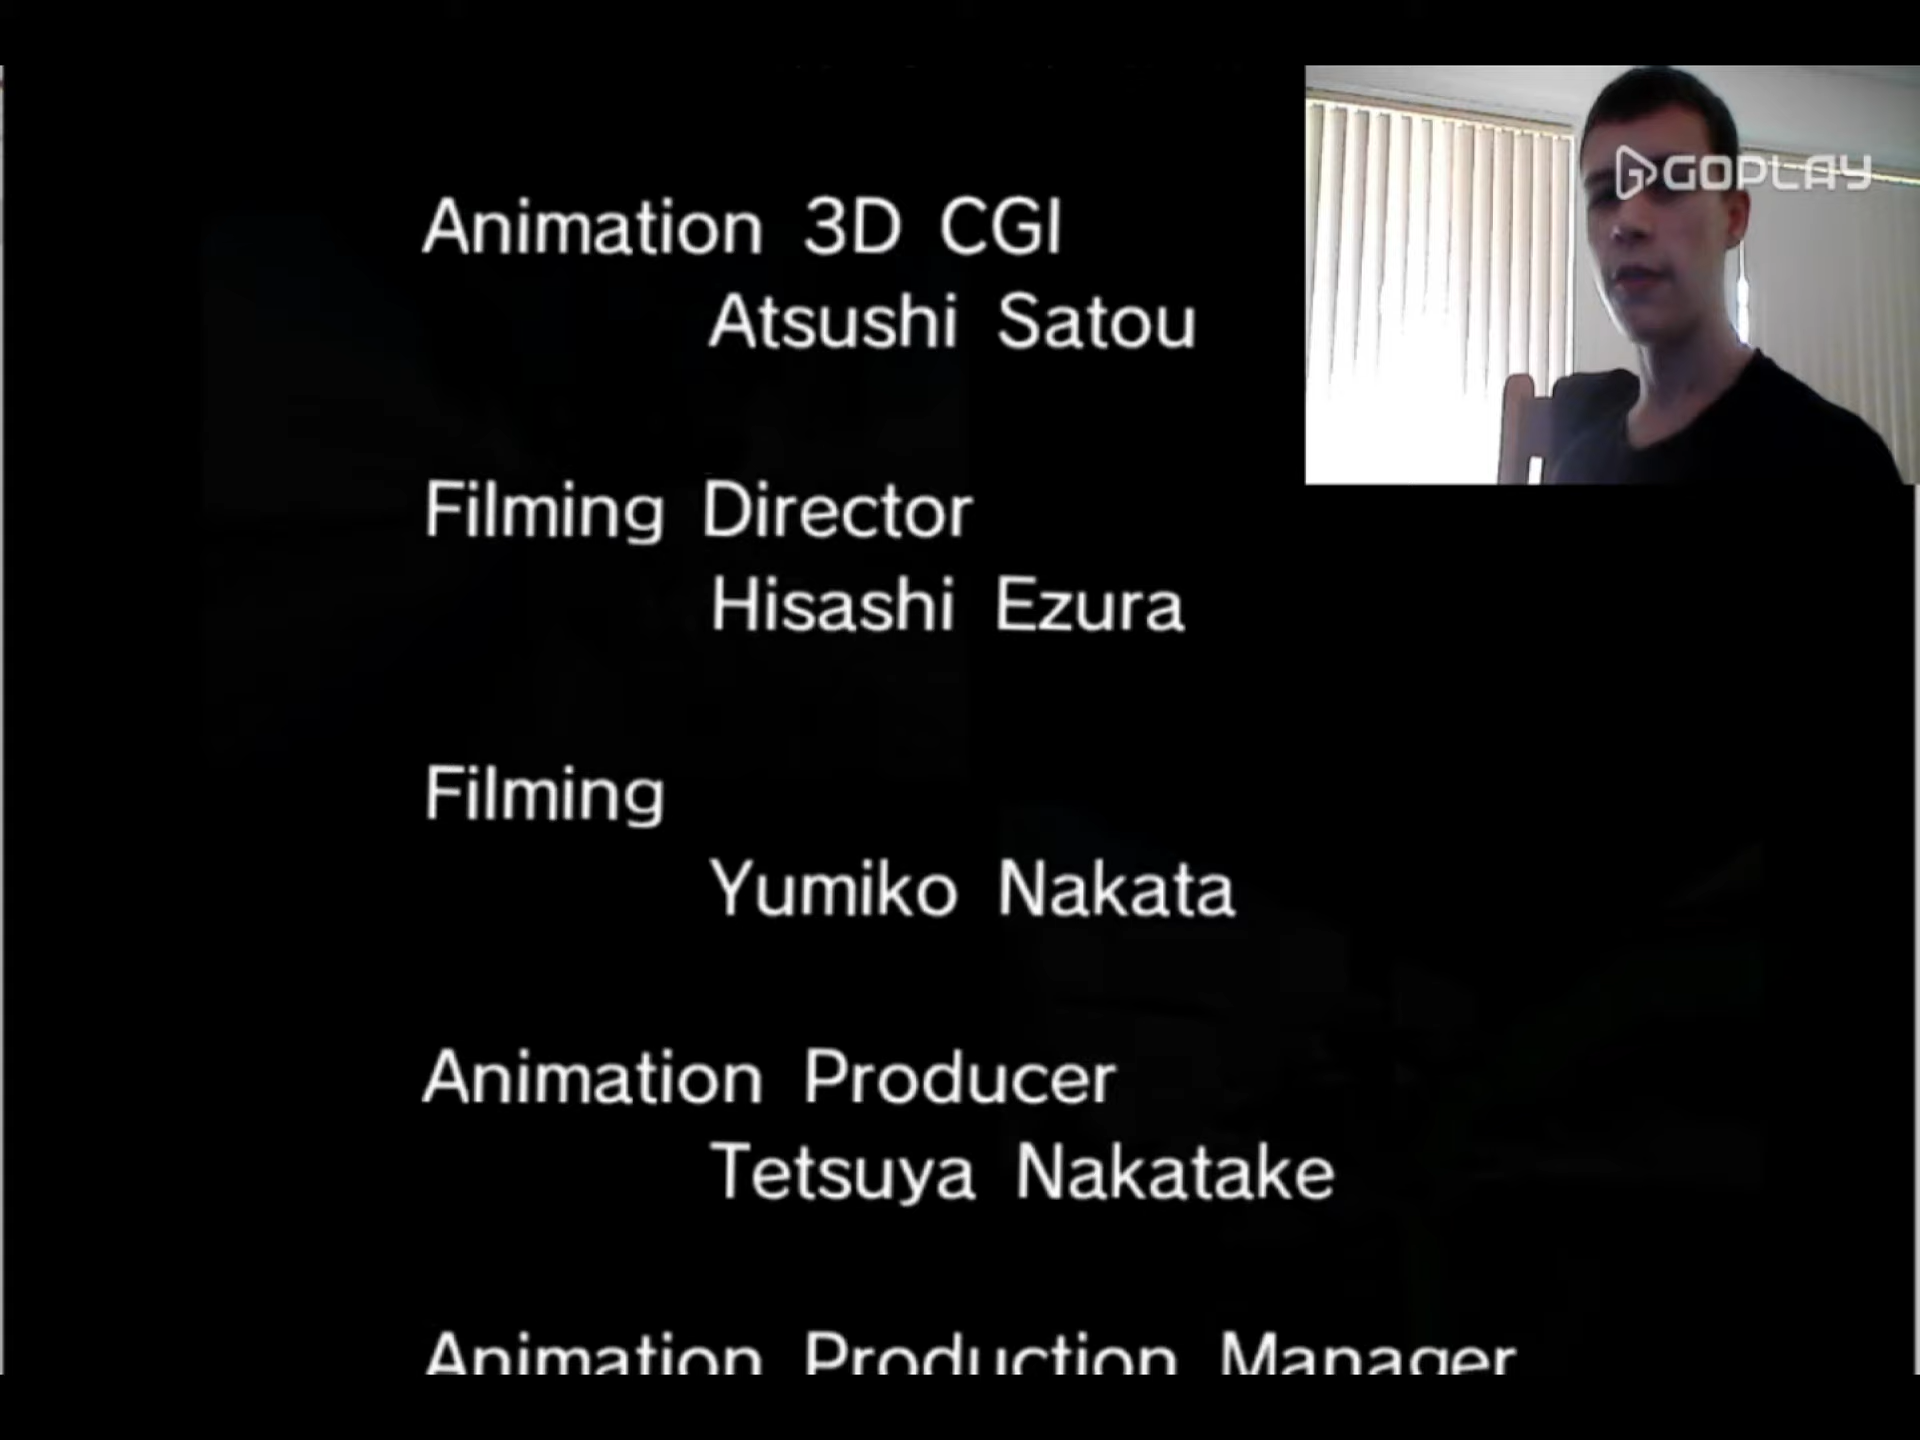 GOPLAY
Animation 3D CGI
Atsushi Satou
Filming Director
Hisashi Ezura
Filming
Yumiko Nakata
Animation Producer
Tetsuya Nakatake
Animation Production Manager